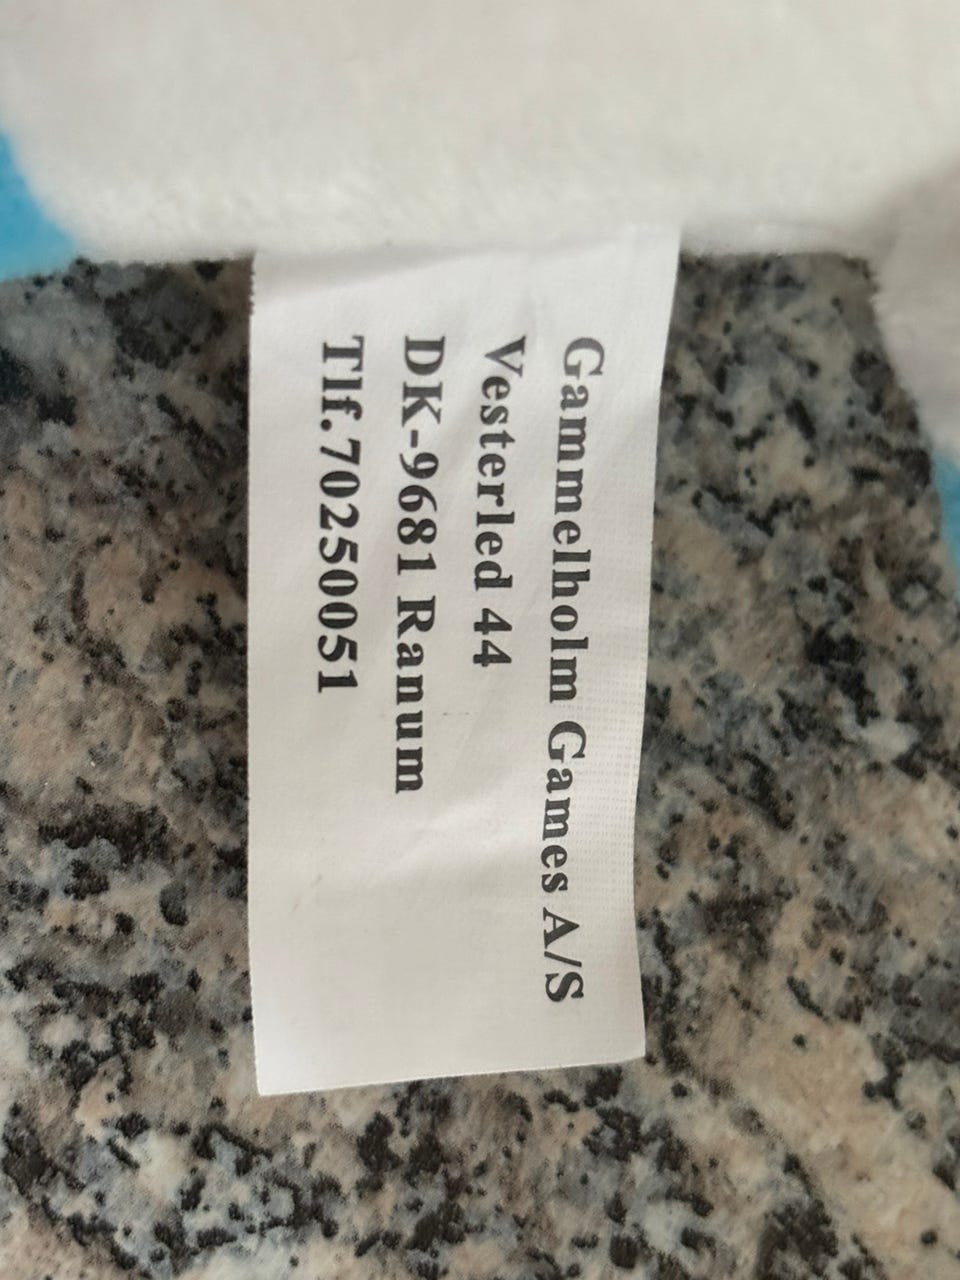 Gammelholm Games A/S
Vesterled 44
DK-9681 Ranum
Tlf.70250051